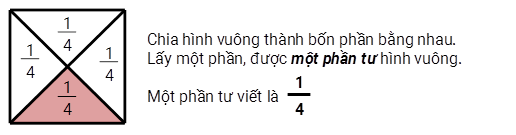 1/4
1/4 1/4
1/4
Chia hình vuông thành bốn phần bằng nhau.
Lấy một phần, được một phần tư hình vuông.
Một phần tư viết là 1/4